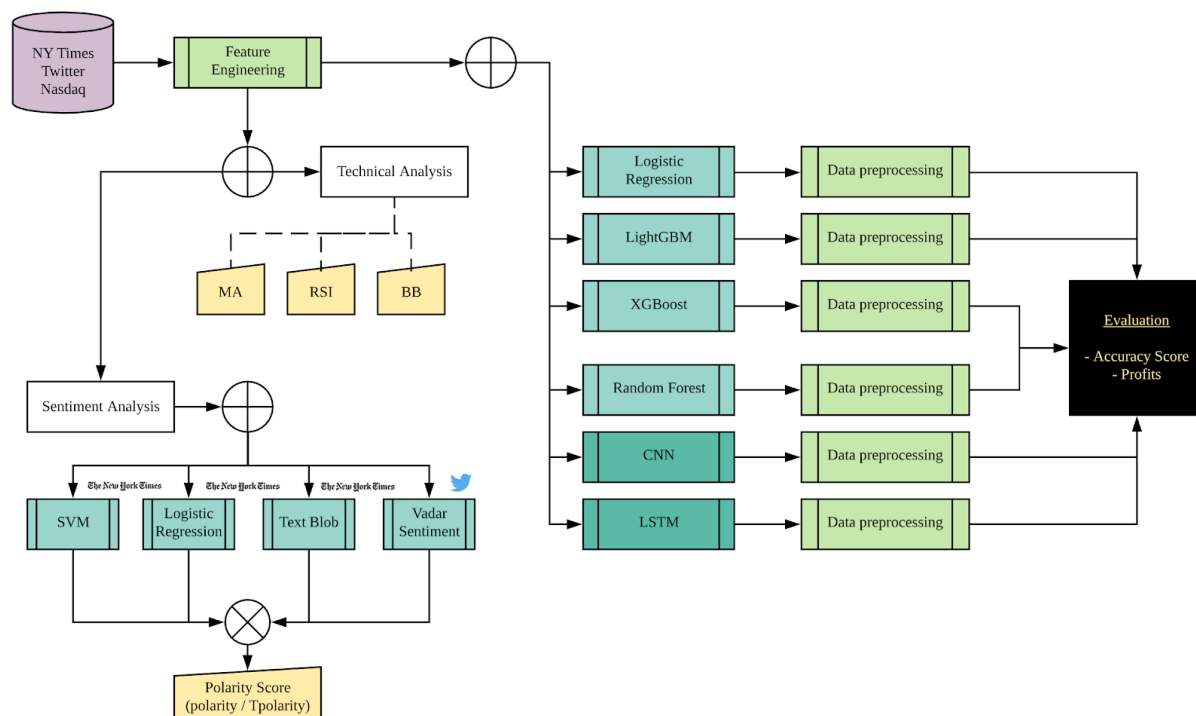 NY Times
Twitter
Nasdaq
Feature
Engineering
Technical Analysis
MA
RSI
BB
Sentiment Analysis
The New York Times
The New York Times
The New York Times
SVM
Logistic
Regression
Text Blob
Vadar
Sentiment
Polarity Score
(polarity / Tpolarity)
Logistic
Regression
Data preprocessing
LightGBM
Data preprocessing
XGBoost
Data preprocessing
Random Forest
Data preprocessing
CNN
Data preprocessing
LSTM
Data preprocessing
Evaluation
- Accuracy Score
- Profits